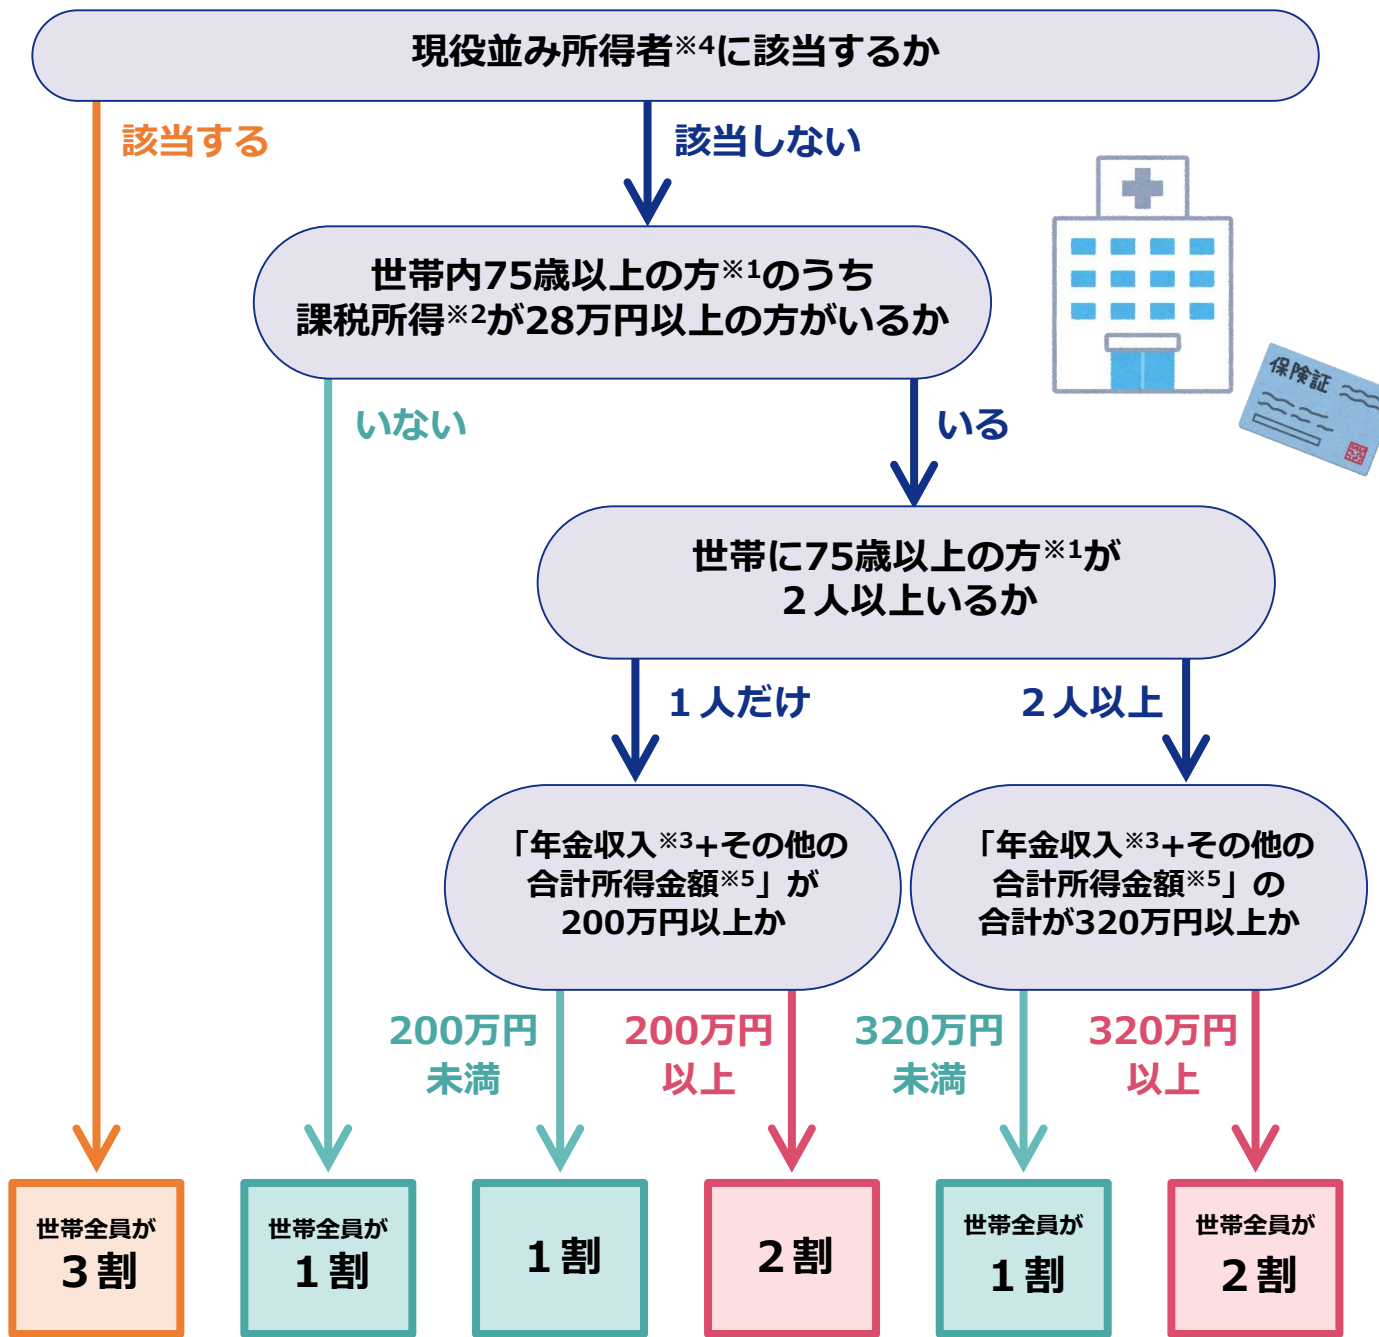 現役並み所得者※4に該当するか
該当する
該当しない
世帯内75歳以上の方※1のうち
課税所得※2が28万円以上の方がいるか
保険証
いない
いる
世帯に75歳以上の方※1が
２人以上いるか
１人だけ
２人以上
「年金収入※3+その他の
合計所得金額※5」が
200万円以上か
「年金収入※3+その他の
合計所得金額※5」の
合計が320万円以上か
200万円
未満
200万円
以上
320万円
未満
320万円
以上
世帯全員が
３割
世帯全員が
１割
１割
２割
世帯全員が
１割
世帯全員が
２割